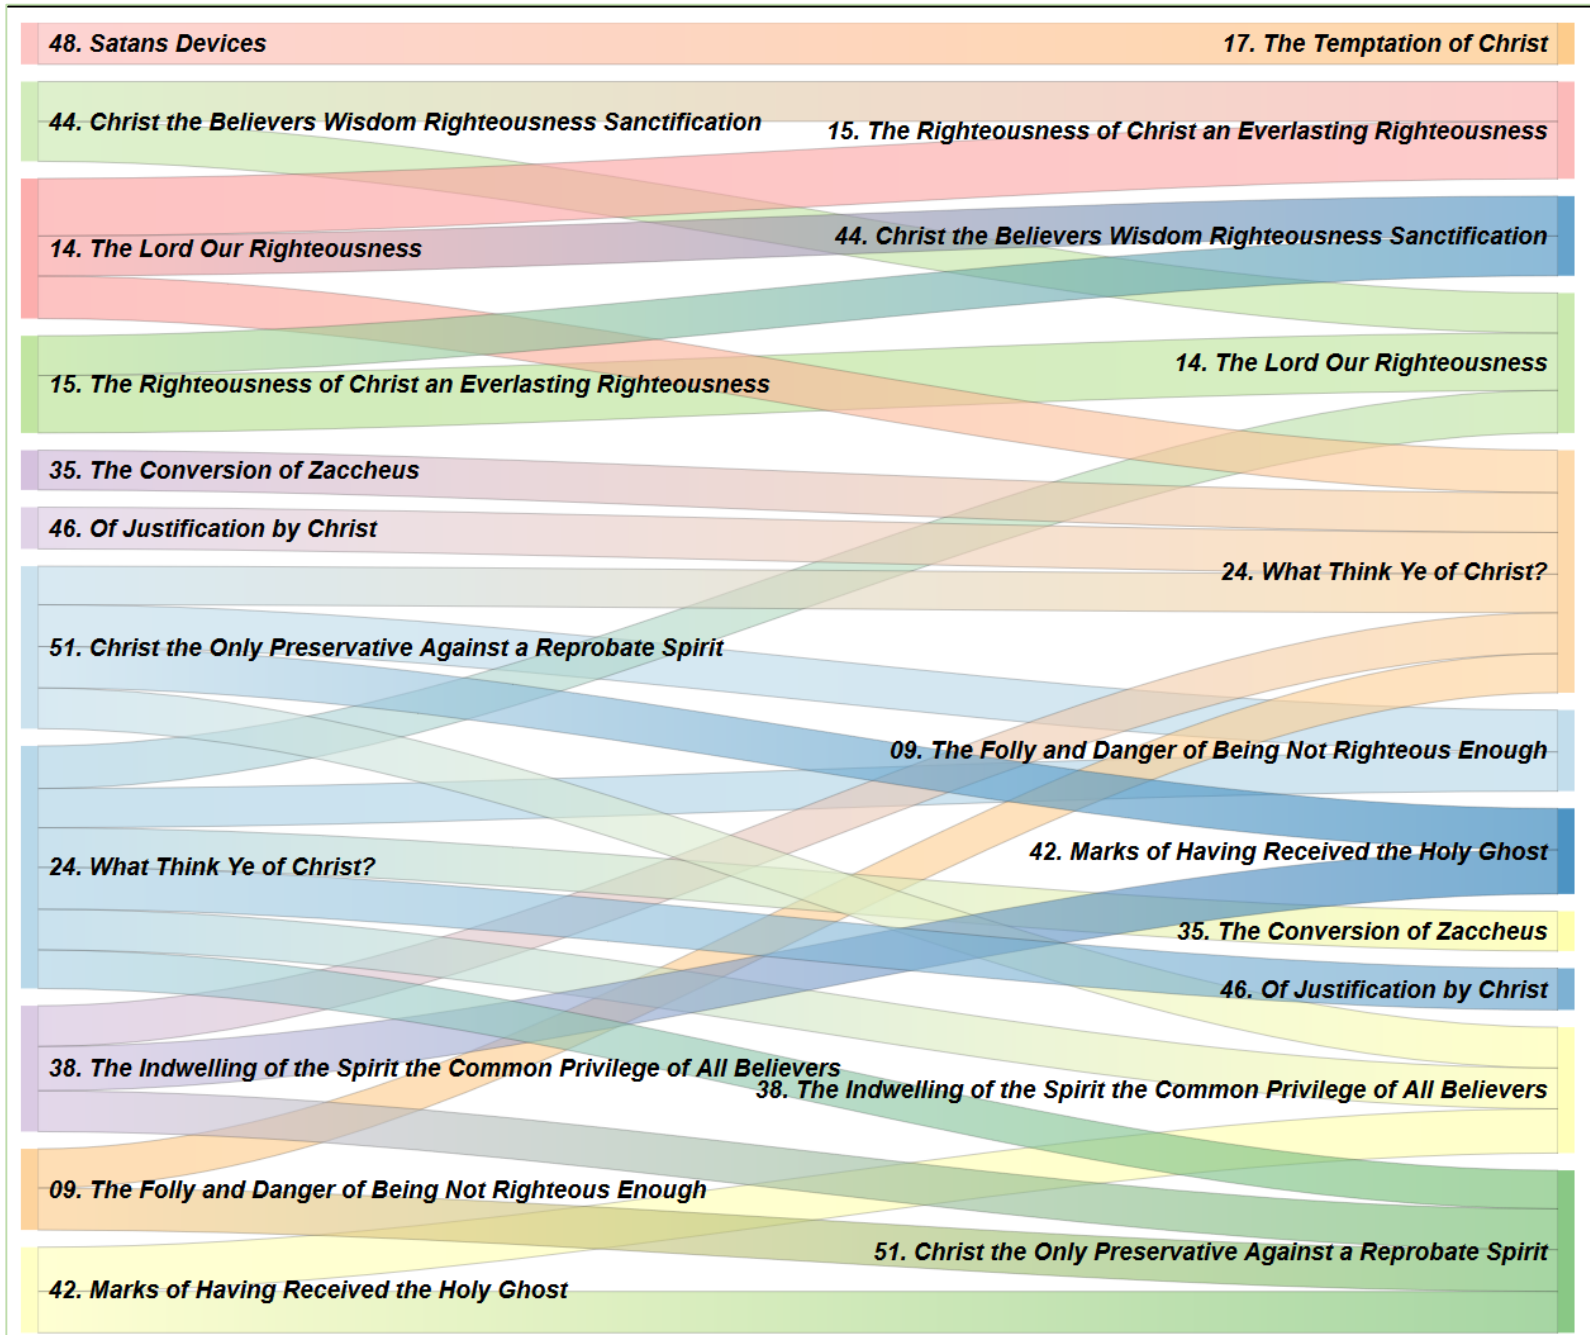 48. Satans Devices
17. The Temptation of Christ
44. Christ the Believers Wisdom Righteousness Sanctification
15. The Righteousness of Christ an Everlasting Righteousness
44. Christ the Believers Wisdom Righteousness Sanctification
14. The Lord Our Righteousness
14. The Lord Our Righteousness
15. The Righteousness of Christ an Everlasting Righteousness
35. The Conversion of Zaccheus
46. Of Justification by Christ
24. What Think Ye of Christ?
51. Christ the Only Preservative Against a Reprobate Spirit
09. The Folly and Danger of Being Not Righteous Enough
42. Marks of Having Received the Holy Ghost
24. What Think Ye of Christ?
35. The Conversion of Zaccheus
46. Of Justification by Christ
38. The Indwelling of the Spirit the Common Privilege of All Believers
38. The Indwelling of the Spirit the Common Privilege of All Believers
09. The Folly and Danger of Being Not Righteous Enough
51. Christ the Only Preservative Against a Reprobate Spirit
42. Marks of Having Received the Holy Ghost